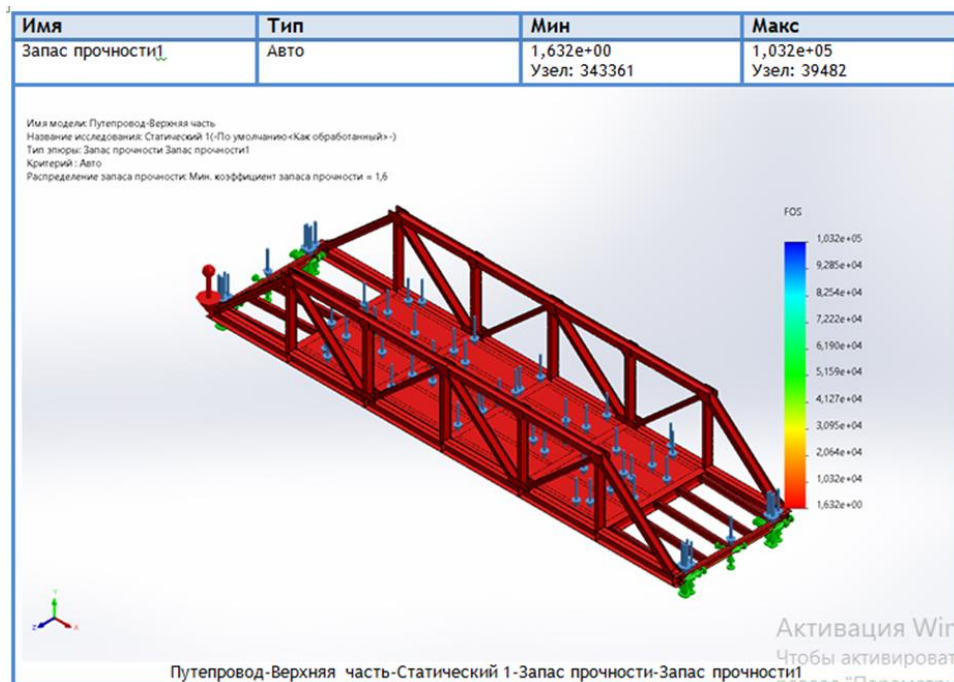 Имя Тип Мин Макс
Запас прочности1 Авто 1,632e+00 1,032e+05
Узел: 343361 Узел: 39482
Имя модели: Путепровод-Верхняя часть
Название исследования: Статический 1(-По умолчанию<Как обработанный>-)
Тип эпюры: Запас прочности Запас прочности1
Критерий : Авто
Распределение запаса прочности: Мин. коэффициент запаса прочности = 1,6
FOS
1,032e+05
9,285e+04
8,254e+04
7,222e+04
6,190e+04
5,159e+04
4,127e+04
3,095e+04
2,064e+04
1,032e+04
1,632e+00
Y
Z
X
Активация Win
Чтобы активироват
Путепровод-Верхняя часть-Статический 1-Запас прочности-Запас прочности1